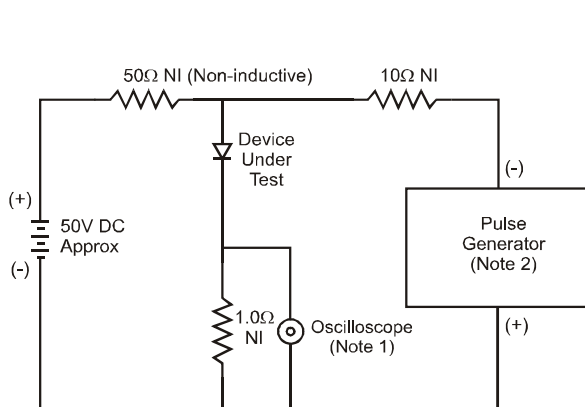 50Ω NI (Non-inductive)
10Ω NI
Device
Under
Test
(-)
(+)
50V DC
Approx
(-)
Pulse
Generator
(Note 2)
1.0Ω
NI
Oscilloscope
(Note 1)
(+)